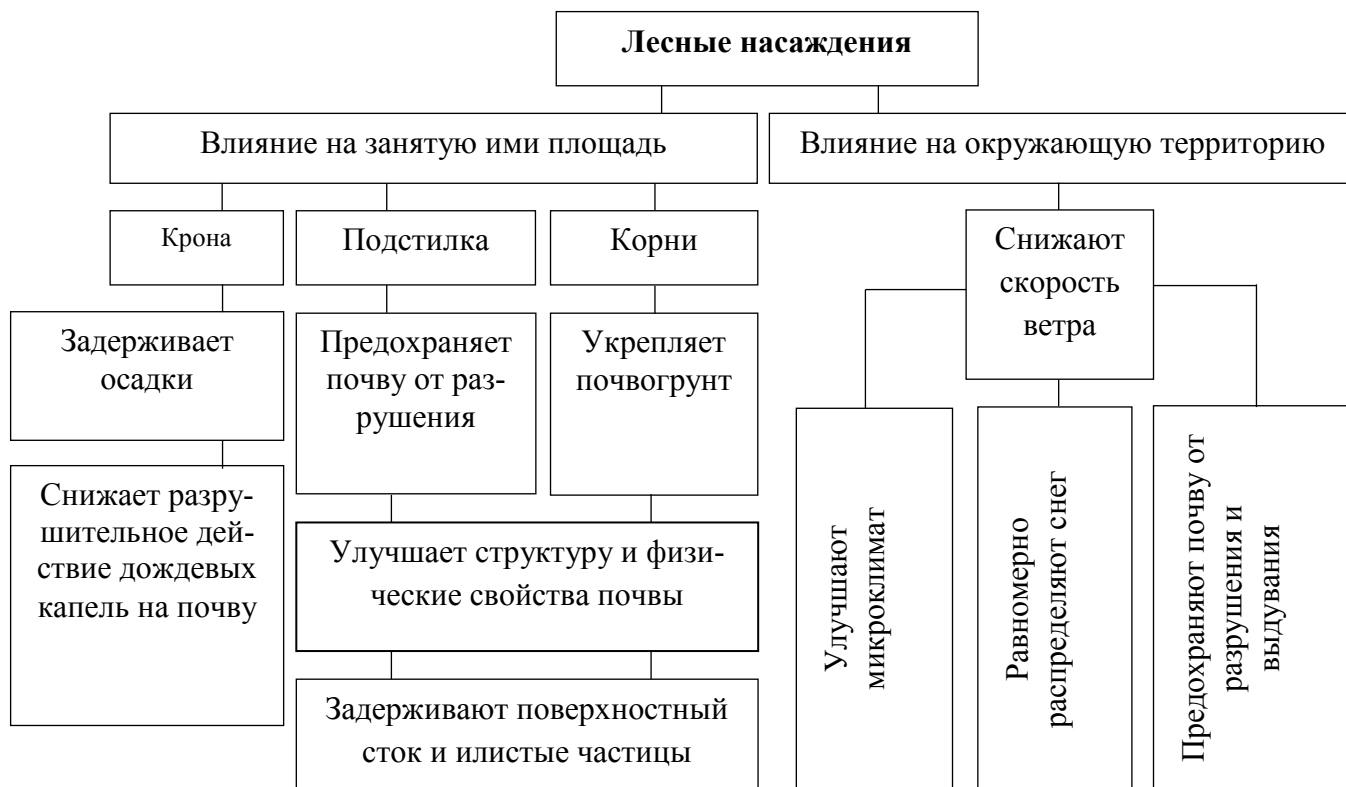 Лесные насаждения
Влияние на занятую ими площадь
Влияние на окружающую территорию
Крона
Подстилка
Корни
Снижают
скорость
ветра
Задерживает
осадки
Предохраняет
почву от раз-
рушения
Укрепляет
почвогрунт
Снижает разру-
шительное дей-
ствие дождевых
капель на почву
Улучшает структуру и физи-
ческие свойства почвы
Задерживают поверхностный
сток и илистые частицы
Улучшают
микроклимат
Равномерно
распределяют снег
Предохраняют почву от
разрушения и
выдувания